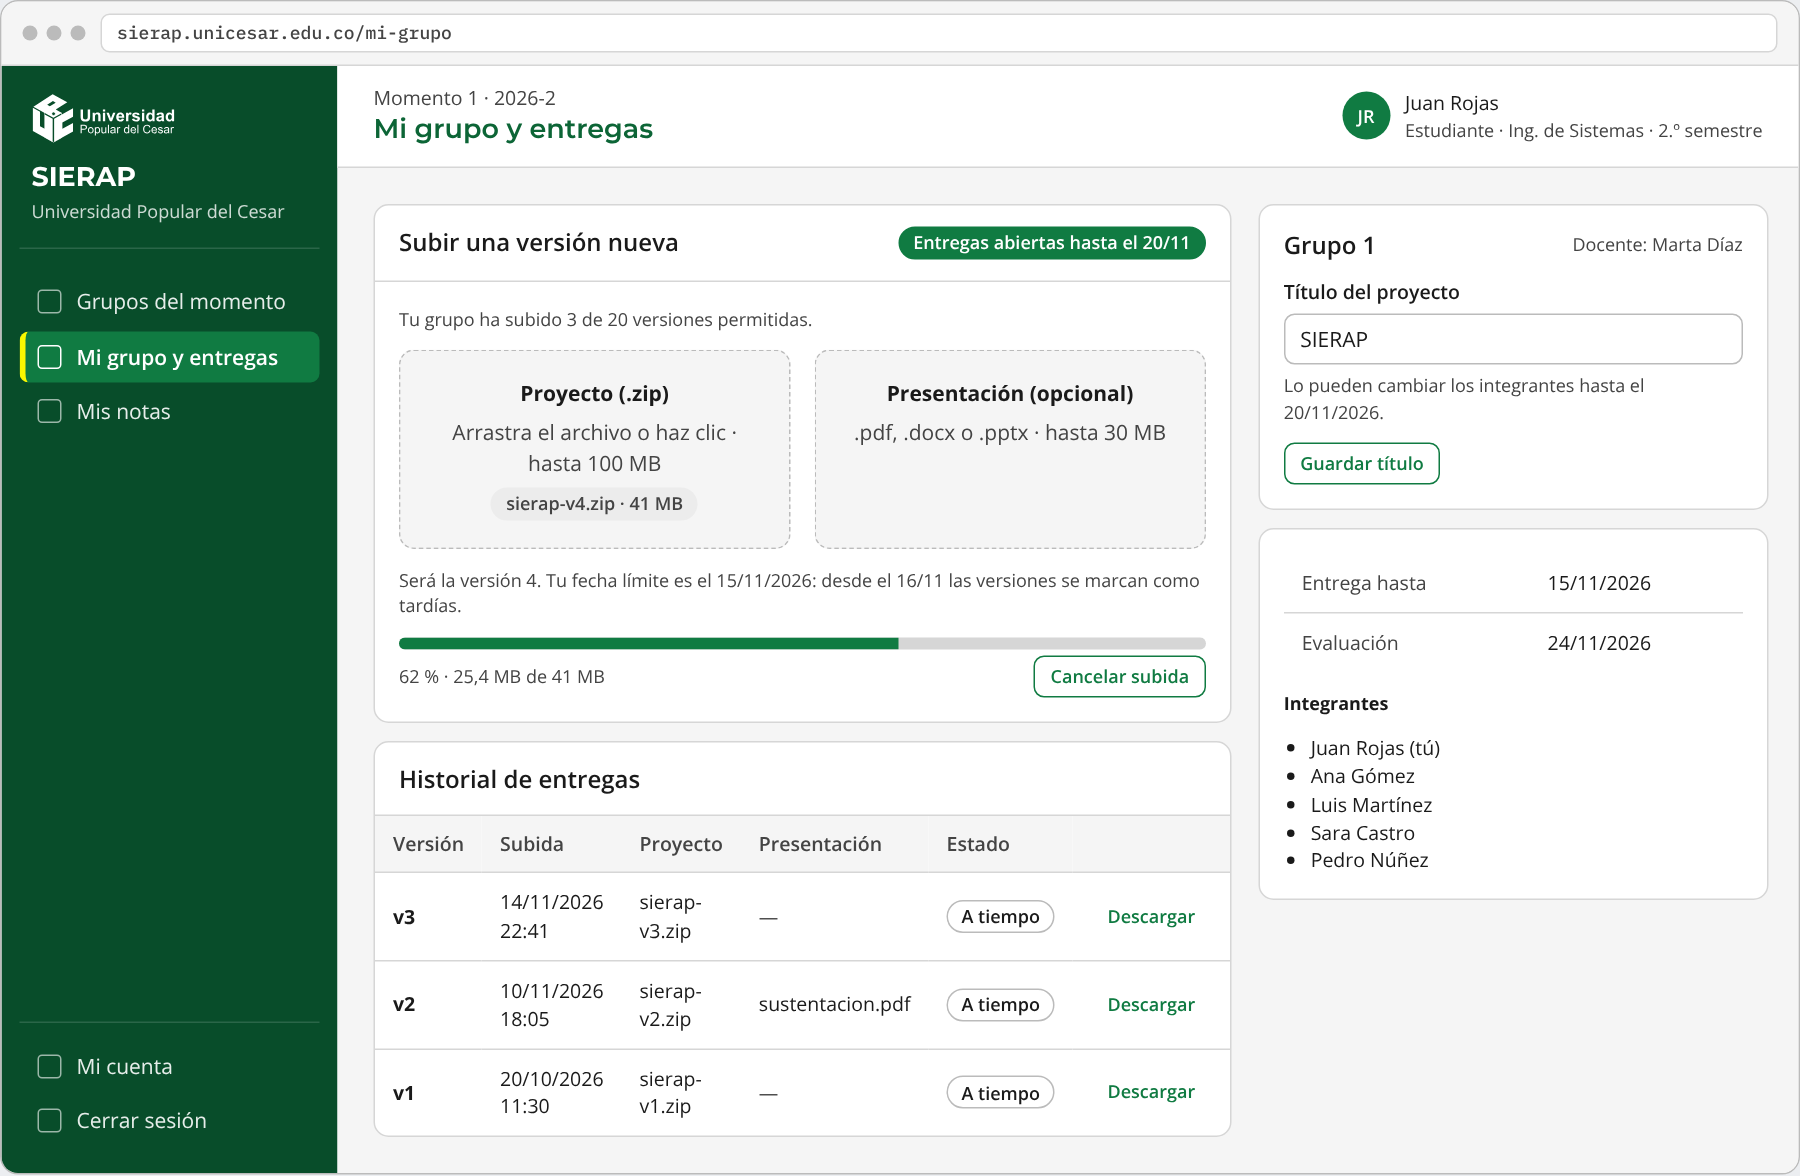 sierap.unicesar.edu.co/mi-grupo
Universidad
Popular del Cesar
SIERAP
Universidad Popular del Cesar
Grupos del momento
Mi grupo y entregas
Mis notas
Mi cuenta
Cerrar sesión
Momento 1 · 2026-2
Mi grupo y entregas
JR
Juan Rojas
Estudiante · Ing. de Sistemas · 2.º semestre
Subir una versión nueva
Entregas abiertas hasta el 20/11
Tu grupo ha subido 3 de 20 versiones permitidas.
Proyecto (.zip)
Arrastra el archivo o haz clic ·
hasta 100 MB
sierap-v4.zip · 41 MB
Presentación (opcional)
.pdf, .docx o .pptx · hasta 30 MB
Será la versión 4. Tu fecha límite es el 15/11/2026: desde el 16/11 las versiones se marcan como
tardías.
62 % · 25,4 MB de 41 MB
Cancelar subida
Historial de entregas
Versión Subida Proyecto Presentación Estado
v3 14/11/2026 22:41 sierap-v3.zip — A tiempo Descargar
v2 10/11/2026 18:05 sierap-v2.zip sustentacion.pdf A tiempo Descargar
v1 20/10/2026 11:30 sierap-v1.zip — A tiempo Descargar
Grupo 1
Docente: Marta Díaz
Título del proyecto
SIERAP
Lo pueden cambiar los integrantes hasta el
20/11/2026.
Guardar título
Entrega hasta 15/11/2026
Evaluación 24/11/2026
Integrantes
Juan Rojas (tú)
Ana Gómez
Luis Martínez
Sara Castro
Pedro Núñez